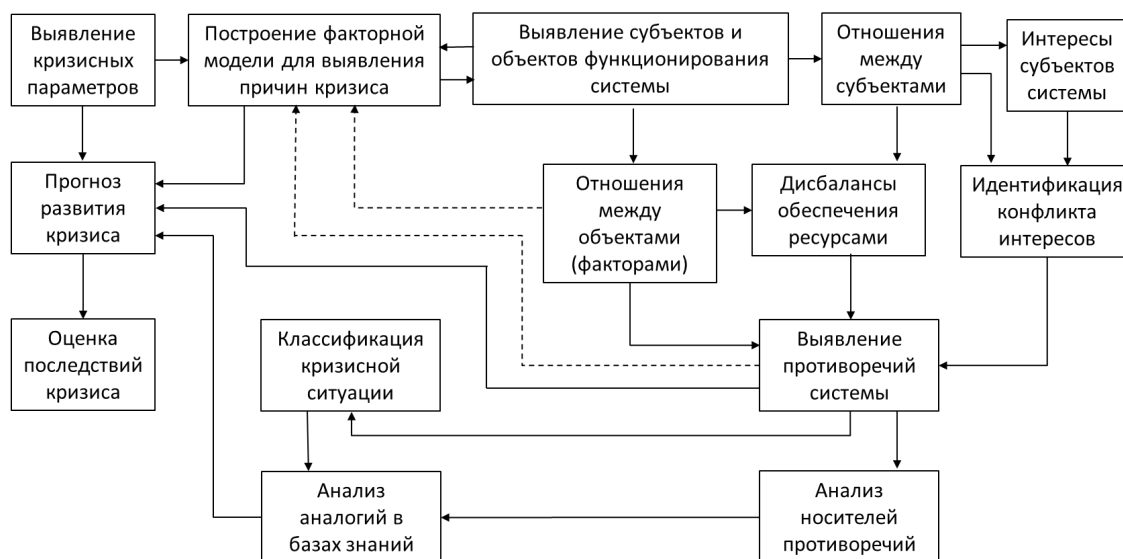 Выявление
кризисных
параметров
Построение факторной
модели для выявления
причин кризиса
Выявление субъектов и
объектов функционирования
системы
Отношения
между
субъектами
Интересы
субъектов
системы
Прогноз
развития
кризиса
Отношения
между
объектами
(факторами)
Дисбалансы
обеспечения
ресурсами
Идентификация
конфликта
интересов
Оценка
последствий
кризиса
Классификация
кризисной
ситуации
Выявление
противоречий
системы
Анализ
аналогий в
базах знаний
Анализ
носителей
противоречий